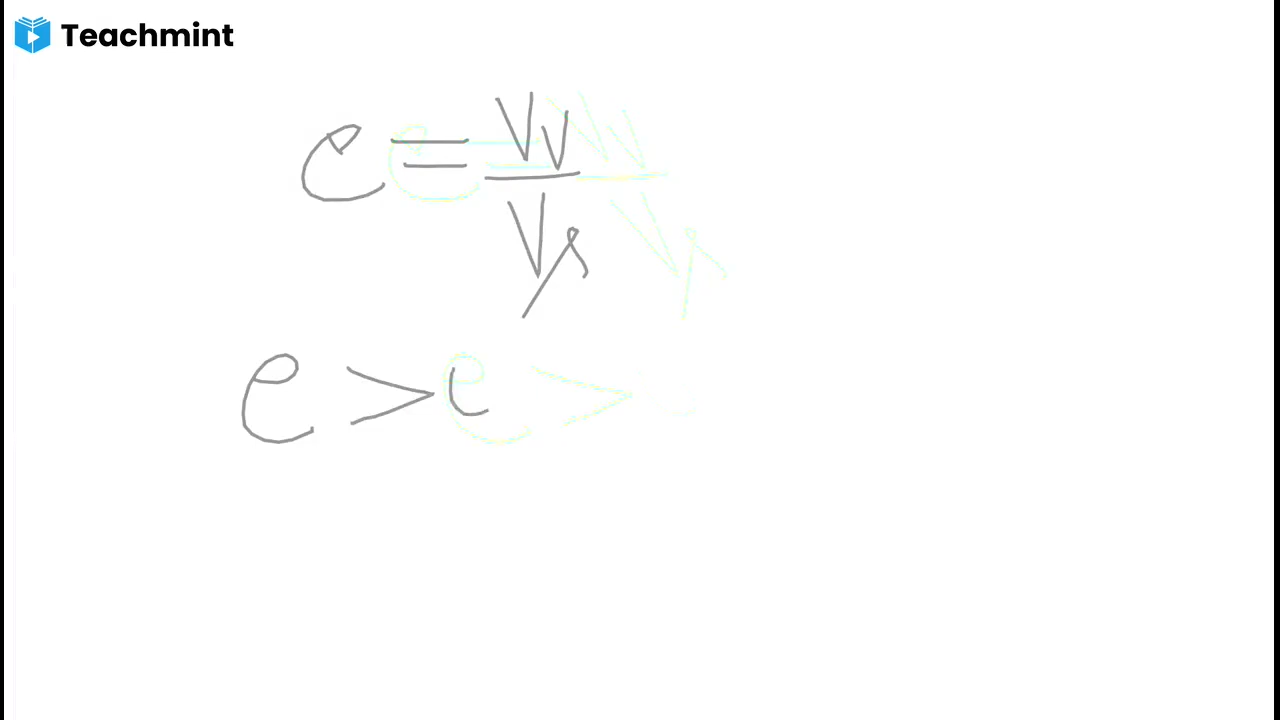 Teachmint
e = Vv/Vs
e >